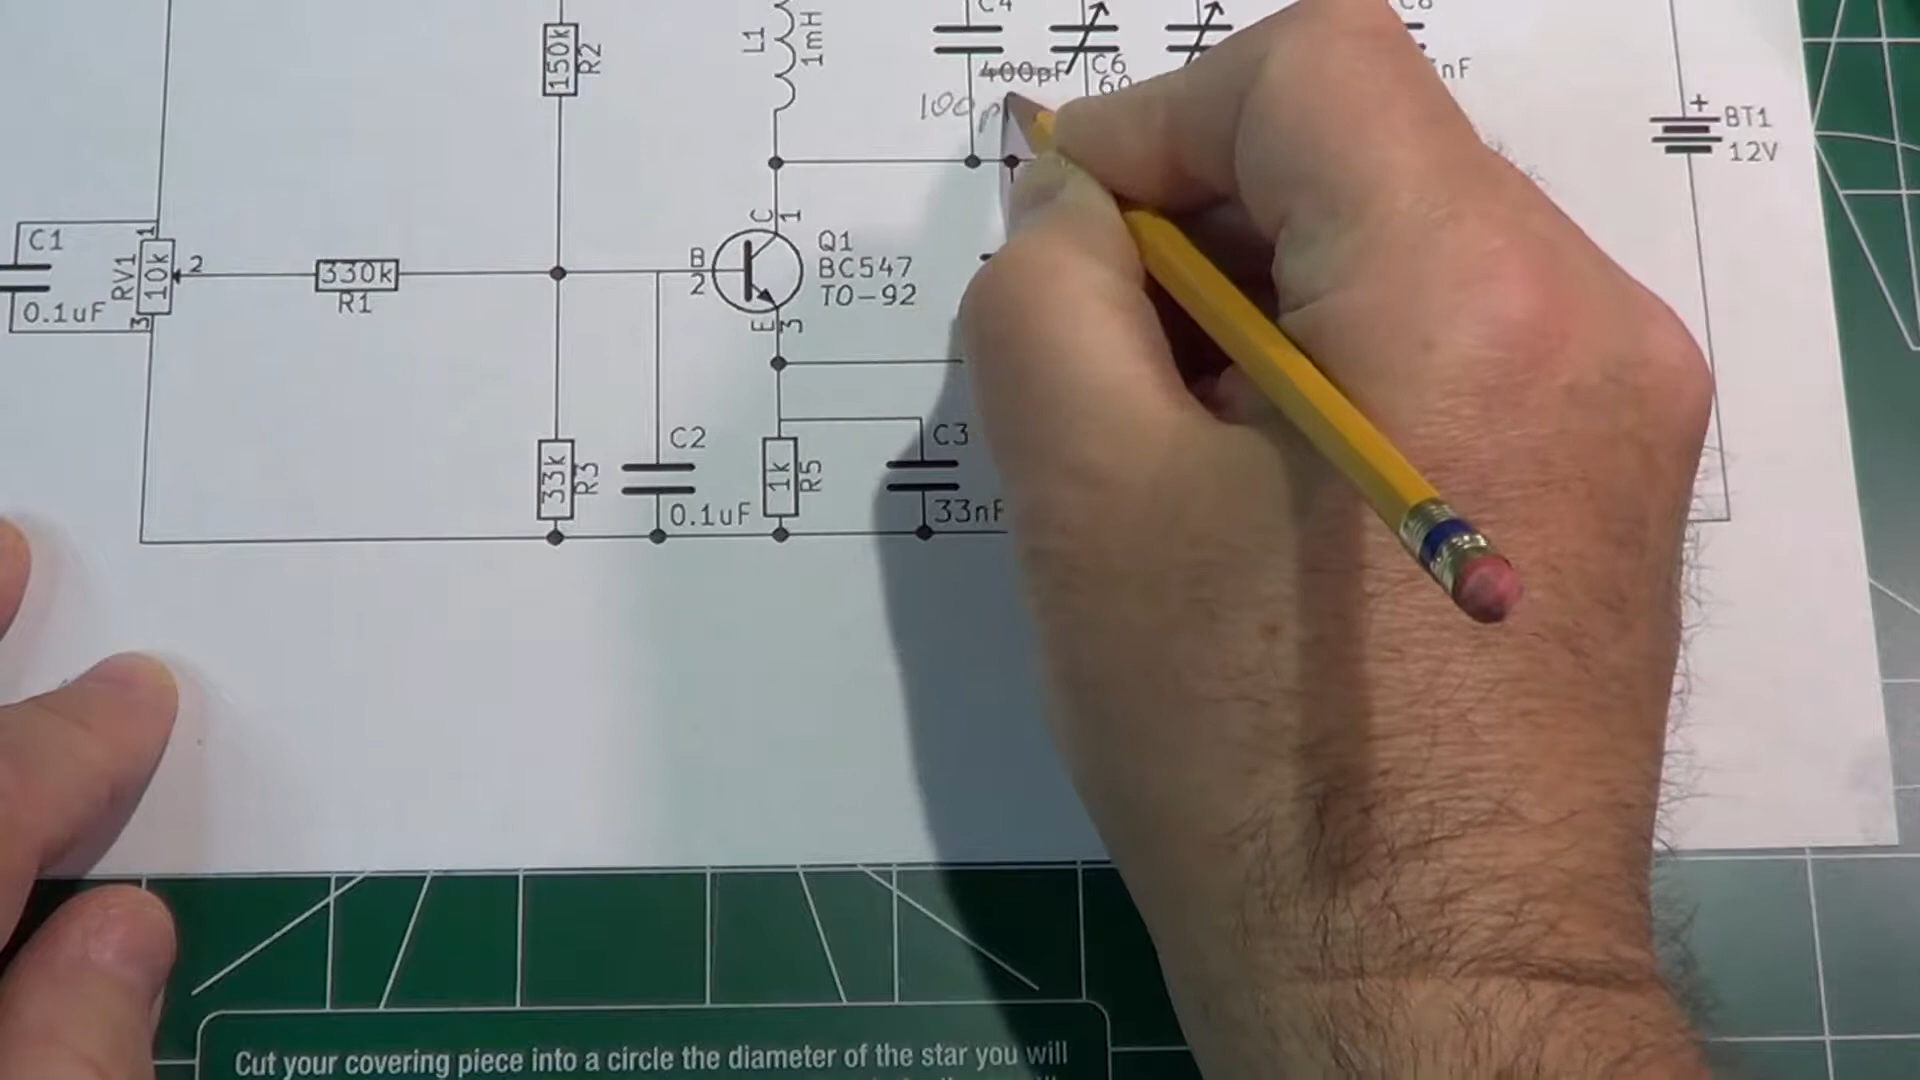 C4
400pF
100p
C6
60
C8
nF
150k
R2
L1
1mH
+
BT1
12V
C1
0.1uF
RV1
10k
1
2
3
330k
R1
B
2
C
1
E
3
Q1
BC547
TO-92
33k
R3
C2
0.1uF
1k
R5
C3
33nF
Cut your covering piece into a circle the diameter of the star you will